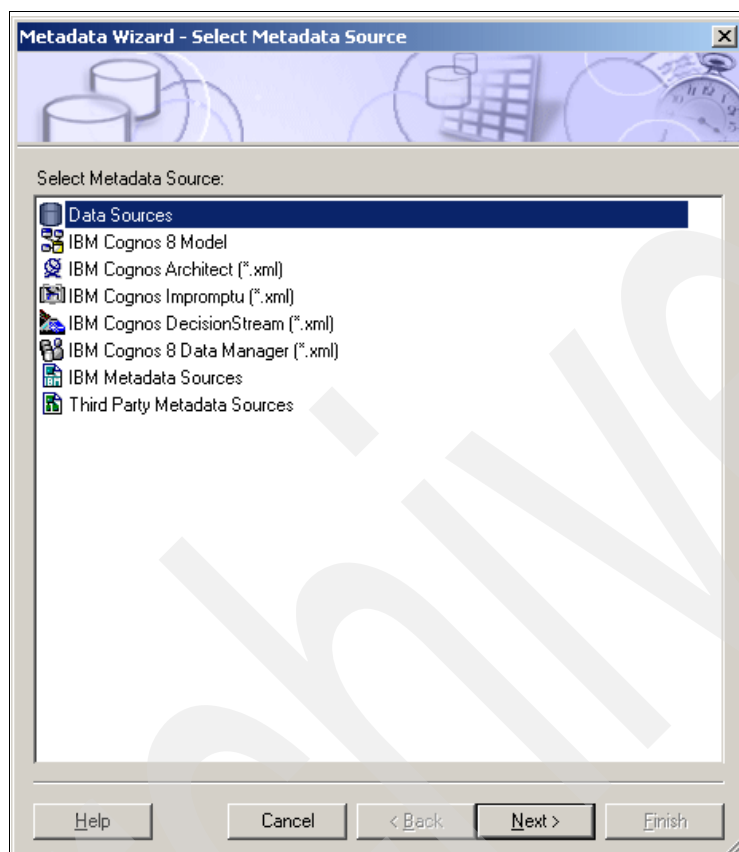 Metadata Wizard - Select Metadata Source
Select Metadata Source:
Data Sources
IBM Cognos 8 Model
IBM Cognos Architect (*.xml)
IBM Cognos Impromptu (*.xml)
IBM Cognos DecisionStream (*.xml)
IBM Cognos 8 Data Manager (*.xml)
IBM Metadata Sources
Third Party Metadata Sources
Help Cancel < Back Next > Finish